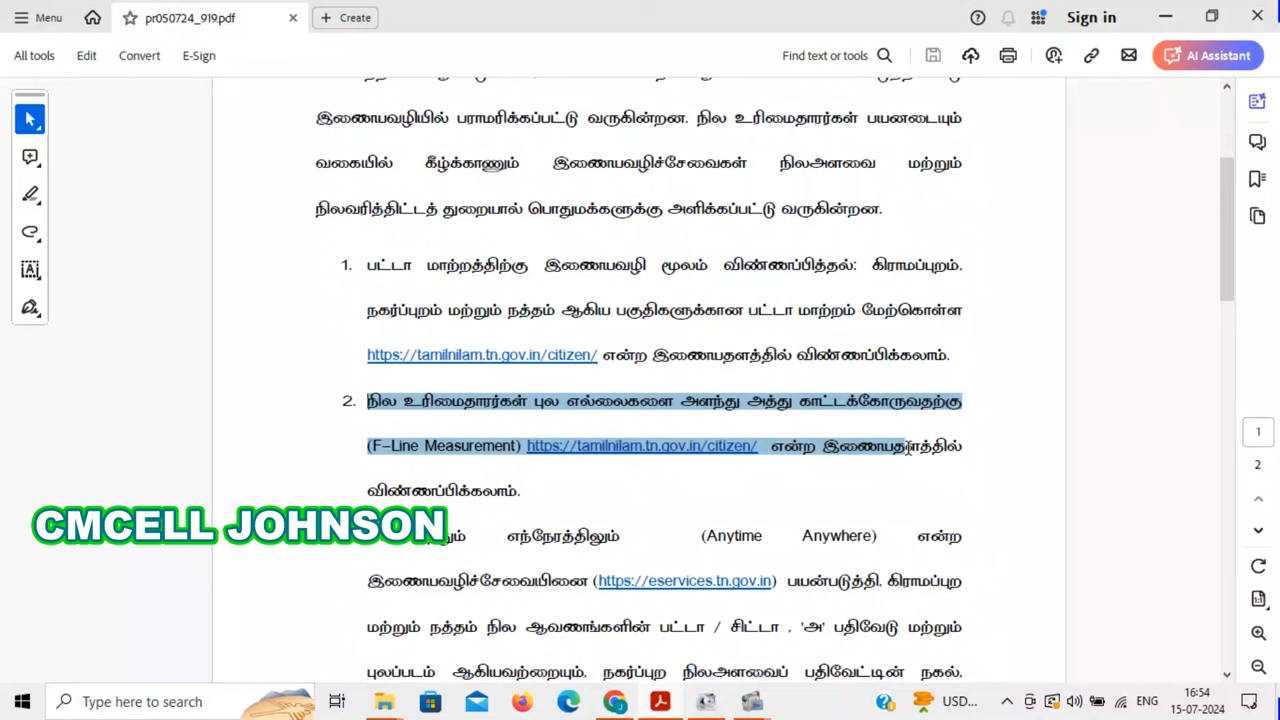 Menu
pr050724_919.pdf
Create
Sign in
All tools
Edit
Convert
E-Sign
Find text or tools
AI Assistant
இணையவழியில் பராமரிக்கப்பட்டு வருகின்றன. நில உரிமைதாரர்கள் பயனடையும்
வகையில் கீழ்க்காணும் இணையவழிச்சேவைகள் நிலஅளவை மற்றும்
நிலவரித்திட்டத் துறையால் பொதுமக்களுக்கு அளிக்கப்பட்டு வருகின்றன.
1. பட்டா மாற்றத்திற்கு இணையவழி மூலம் விண்ணப்பித்தல்: கிராமப்புறம்,
நகர்ப்புறம் மற்றும் நத்தம் ஆகிய பகுதிகளுக்கான பட்டா மாற்றம் மேற்கொள்ள
https://tamilnilam.tn.gov.in/citizen/ என்ற இணையதளத்தில் விண்ணப்பிக்கலாம்.
2. நில உரிமைதாரர்கள் புல எல்லைகளை அளந்து அத்து காட்டக்கோருவதற்கு
(F–Line Measurement) https://tamilnilam.tn.gov.in/citizen/ என்ற இணையதளத்தில்
விண்ணப்பிக்கலாம்.
CMCELL JOHNSON
எந்நேரத்திலும் (Anytime Anywhere) என்ற
இணையவழிச்சேவையினை (https://eservices.tn.gov.in) பயன்படுத்தி, கிராமப்புற
மற்றும் நத்தம் நில ஆவணங்களின் பட்டா / சிட்டா , 'அ' பதிவேடு மற்றும்
புலப்படம் ஆகியவற்றையும், நகர்ப்புற நிலஅளவைப் பதிவேட்டின் நகல்,
1
2
Type here to search
USD...
ENG
16:54
15-07-2024